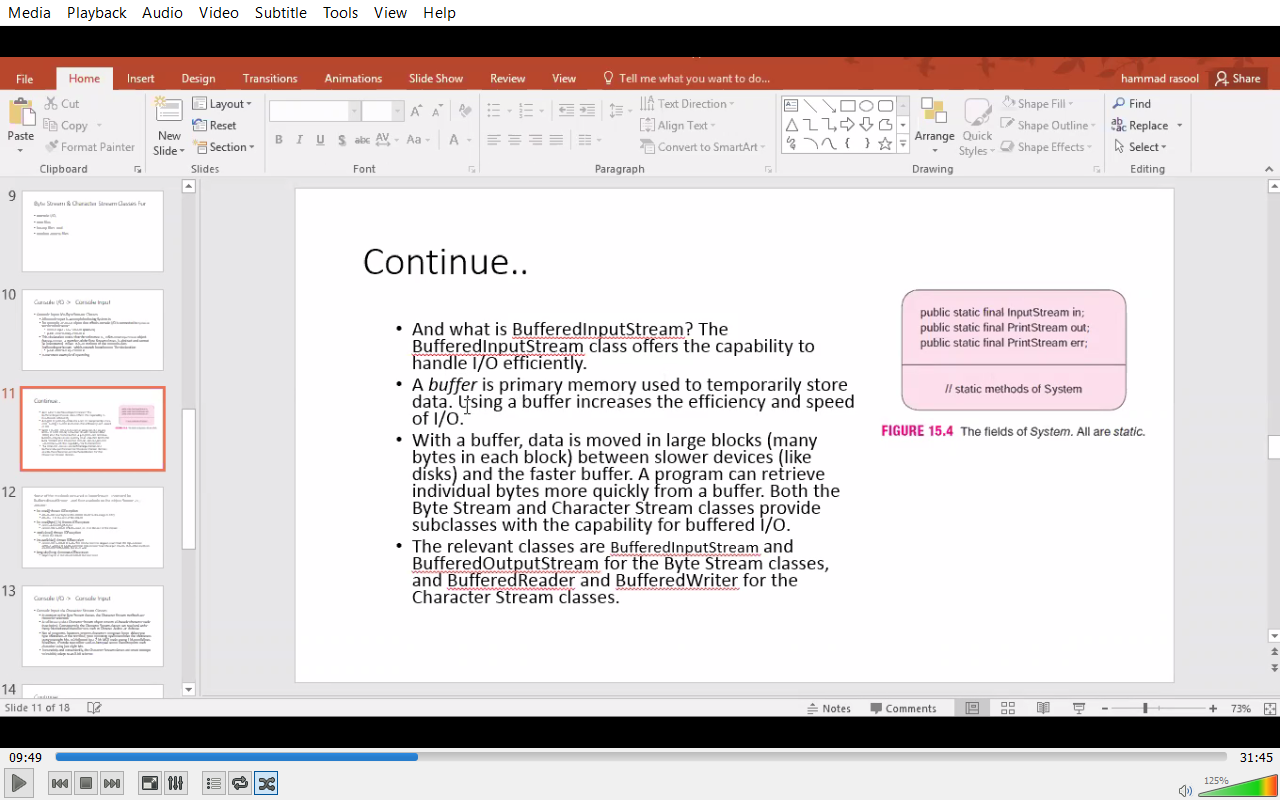 Media Playback Audio Video Subtitle Tools View Help
File Home Insert Design Transitions Animations Slide Show Review View Tell me what you want to do... hammad rasool Share
Paste
Cut
Copy
Format Painter
Clipboard
New
Slide
Layout
Reset
Section
Slides
B I U S abc AV Aa A
Font
Text Direction
Align Text
Convert to SmartArt
Paragraph
Arrange
Quick
Styles
Shape Fill
Shape Outline
Shape Effects
Drawing
Find
Replace
Select
Editing
9
Byte Stream & Character Stream Classes For
10
Console I/O -> Console Input
11
Continue..
12
13
Console I/O -> Console Input
14
Continue..
• And what is BufferedInputStream? The
BufferedInputStream class offers the capability to
handle I/O efficiently.
• A buffer is primary memory used to temporarily store
data. Using a buffer increases the efficiency and speed
of I/O.
• With a buffer, data is moved in large blocks (many
bytes in each block) between slower devices (like
disks) and the faster buffer. A program can retrieve
individual bytes more quickly from a buffer. Both the
Byte Stream and Character Stream classes provide
subclasses with the capability for buffered I/O.
• The relevant classes are BufferedInputStream and
BufferedOutputStream for the Byte Stream classes,
and BufferedReader and BufferedWriter for the
Character Stream classes.
public static final InputStream in;
public static final PrintStream out;
public static final PrintStream err;
// static methods of System
FIGURE 15.4 The fields of System. All are static.
Slide 11 of 18
Notes Comments 73%
09:49 31:45
125%